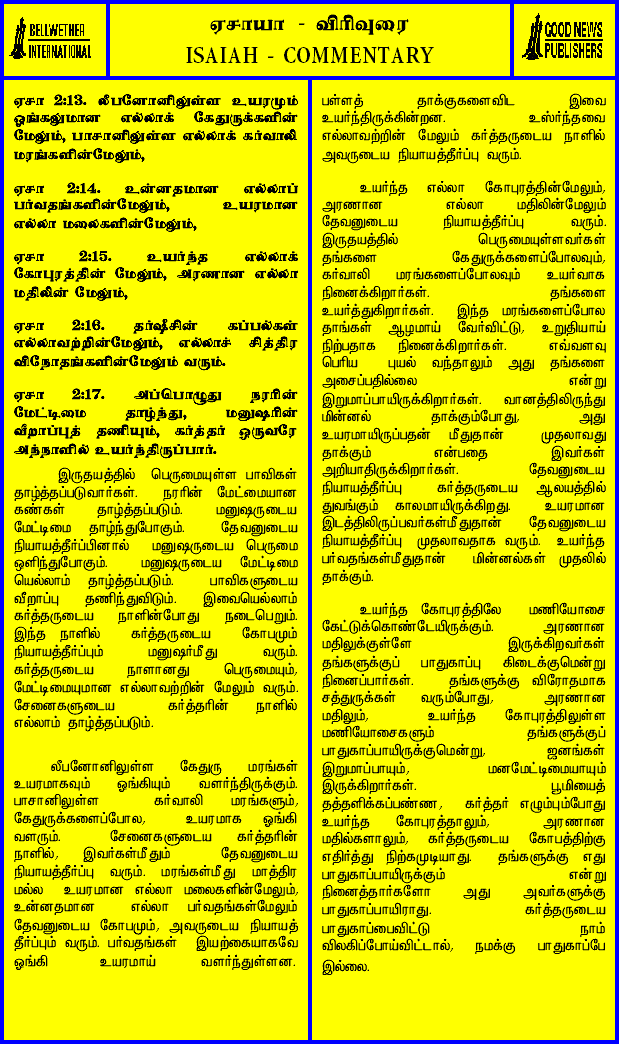 BELLWETHER
INTERNATIONAL
ஏசாயா - விரிவுரை
ISAIAH - COMMENTARY
GOOD NEWS
PUBLISHERS
ஏசா 2:13. லீபனோனிலுள்ள உயரமும்
ஓங்கலுமான எல்லாக் கேதுருக்களின்
மேலும், பாசானிலுள்ள எல்லாக் கர்வாலி
மரங்களின்மேலும்,
ஏசா 2:14. உன்னதமான எல்லாப்
பர்வதங்களின்மேலும், உயரமான
எல்லா மலைகளின்மேலும்,
ஏசா 2:15. உயர்ந்த எல்லாக்
கோபுரத்தின் மேலும், அரணான எல்லா
மதிலின் மேலும்,
ஏசா 2:16. தர்ஷீசின் கப்பல்கள்
எல்லாவற்றின்மேலும், எல்லாச் சித்திர
விநோதங்களின்மேலும் வரும்.
ஏசா 2:17. அப்பொழுது நரரின்
மேட்டிமை தாழ்ந்து, மனுஷரின்
வீறாப்புத் தணியும், கர்த்தர் ஒருவரே
அந்நாளில் உயர்ந்திருப்பார்.
இருதயத்தில் பெருமையுள்ள பாவிகள்
தாழ்த்தப்படுவார்கள். நரரின் மேட்மையான
கண்கள் தாழ்த்தப்படும். மனுஷருடைய
மேட்டிமை தாழ்ந்துபோகும். தேவனுடைய
நியாயத்தீர்ப்பினால் மனுஷருடைய பெருமை
ஒளிந்துபோகும். மனுஷருடைய மேட்டிமை
யெல்லாம் தாழ்த்தப்படும். பாவிகளுடைய
வீறாப்பு தணிந்துவிடும். இவையெல்லாம்
கர்த்தருடைய நாளின்போது நடைபெறும்.
இந்த நாளில் கர்த்தருடைய கோபமும்
நியாயத்தீர்ப்பும் மனுஷர்மீது வரும்.
கர்த்தருடைய நாளானது பெருமையும்,
மேட்டிமையுமான எல்லாவற்றின் மேலும் வரும்.
சேனைகளுடைய கர்த்தரின் நாளில்
எல்லாம் தாழ்த்தப்படும்.
லீபனோனிலுள்ள கேதுரு மரங்கள்
உயரமாகவும் ஓங்கியும் வளர்ந்திருக்கும்.
பாசானிலுள்ள கர்வாலி மரங்களும்,
கேதுருக்களைப்போல, உயரமாக ஓங்கி
வளரும். சேனைகளுடைய கர்த்தரின்
நாளில், இவர்கள்மீதும் தேவனுடைய
நியாயத்தீர்ப்பு வரும். மரங்கள்மீது மாத்திர
மல்ல உயரமான எல்லா மலைகளின்மேலும்,
உன்னதமான எல்லா பர்வதங்கள்மேலும்
தேவனுடைய கோபமும், அவருடைய நியாயத்
தீர்ப்பும் வரும். பர்வதங்கள் இயற்கையாகவே
ஓங்கி உயரமாய் வளர்ந்துள்ளன.
பள்ளத் தாக்குகளைவிட இவை
உயர்ந்திருக்கின்றன. உஸ்ர்ந்தவை
எல்லாவற்றின் மேலும் கர்த்தருடைய நாளில்
அவருடைய நியாயத்தீர்ப்பு வரும்.
உயர்ந்த எல்லா கோபுரத்தின்மேலும்,
அரணான எல்லா மதிலின்மேலும்
தேவனுடைய நியாயத்தீர்ப்பு வரும்.
இருதயத்தில் பெருமையுள்ளவர்கள்
தங்களை கேதுருக்களைப்போலவும்,
கர்வாலி மரங்களைப்போலவும் உயர்வாக
நினைக்கிறார்கள். தங்களை
உயர்த்துகிறார்கள். இந்த மரங்களைப்போல
தாங்கள் ஆழமாய் வேர்விட்டு, உறுதியாய்
நிற்பதாக நினைக்கிறார்கள். எவ்வளவு
பெரிய புயல் வந்தாலும் அது தங்களை
அசைப்பதில்லை என்று
இறுமாப்பாயிருக்கிறார்கள். வானத்திலிருந்து
மின்னல் தாக்கும்போது, அது
உயரமாயிருப்பதன் மீதுதான் முதலாவது
தாக்கும் என்பதை இவர்கள்
அறியாதிருக்கிறார்கள். தேவனுடைய
நியாயத்தீர்ப்பு கர்த்தருடைய ஆலயத்தில்
துவங்கும் காலமாயிருக்கிறது. உயரமான
இடத்திலிருப்பவர்கள்மீதுதான் தேவனுடைய
நியாயத்தீர்ப்பு முதலாவதாக வரும். உயர்ந்த
பர்வதங்கள்மீதுதான் மின்னல்கள் முதலில்
தாக்கும்.
உயர்ந்த கோபுரத்திலே மணியோசை
கேட்டுக்கொண்டேயிருக்கும். அரணான
மதிலுக்குள்ளே இருக்கிறவர்கள்
தங்களுக்குப் பாதுகாப்பு கிடைக்குமென்று
நினைப்பார்கள். தங்களுக்கு விரோதமாக
சத்துருக்கள் வரும்போது, அரணான
மதிலும், உயர்ந்த கோபுரத்திலுள்ள
மணியோசைகளும் தங்களுக்குப்
பாதுகாப்பாயிருக்குமென்று, ஜனங்கள்
இறுமாப்பாயும், மனமேட்டிமையாயும்
இருக்கிறார்கள். பூமியைத்
தத்தளிக்கப்பண்ண, கர்த்தர் எழும்பும்போது
உயர்ந்த கோபுரத்தாலும், அரணான
மதில்களாலும், கர்த்தருடைய கோபத்திற்கு
எதிர்த்து நிற்கமுடியாது. தங்களுக்கு எது
பாதுகாப்பாயிருக்கும் என்று
நினைத்தார்களோ அது அவர்களுக்கு
பாதுகாப்பாயிராது. கர்த்தருடைய
பாதுகாப்பைவிட்டு நாம்
விலகிப்போய்விட்டால், நமக்கு பாதுகாப்பே
இல்லை.